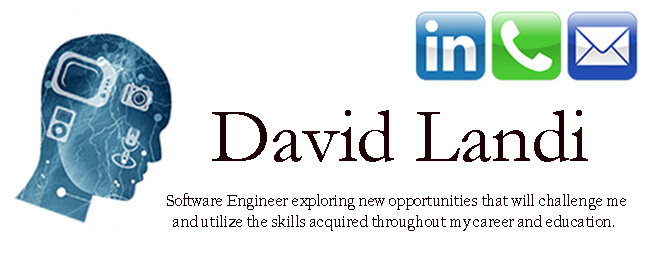 in
David Landi
Software Engineer exploring new opportunities that will challenge me
and utilize the skills acquired throughout my career and education.